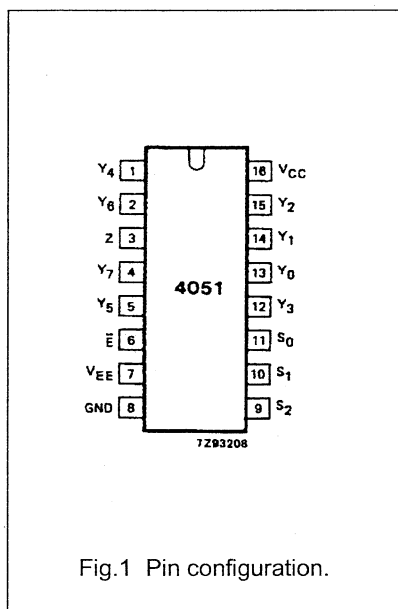 Y4 1 16 VCC
Y6 2 15 Y2
Z 3 14 Y1
Y7 4 13 Y0
4051
Y5 5 12 Y3
E̅ 6 11 S0
VEE 7 10 S1
GND 8 9 S2
7Z93208
Fig.1 Pin configuration.